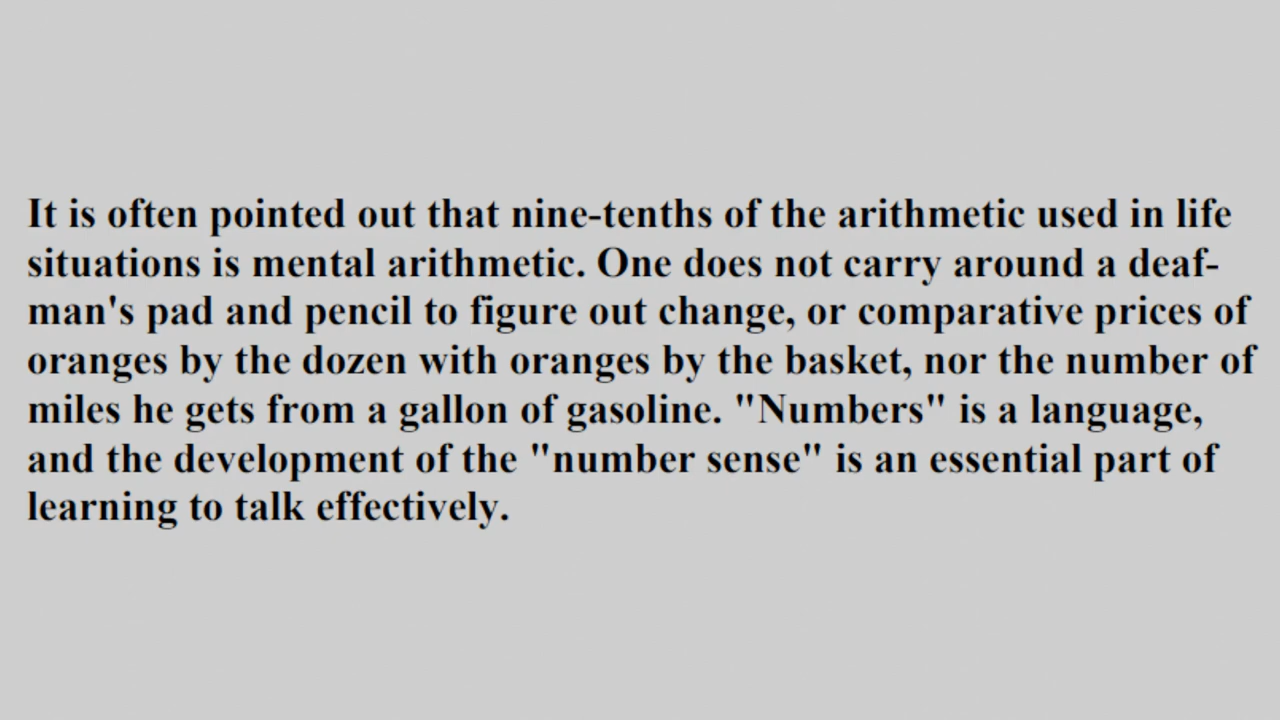 It is often pointed out that nine-tenths of the arithmetic used in life
situations is mental arithmetic. One does not carry around a deaf-
man's pad and pencil to figure out change, or comparative prices of
oranges by the dozen with oranges by the basket, nor the number of
miles he gets from a gallon of gasoline. "Numbers" is a language,
and the development of the "number sense" is an essential part of
learning to talk effectively.